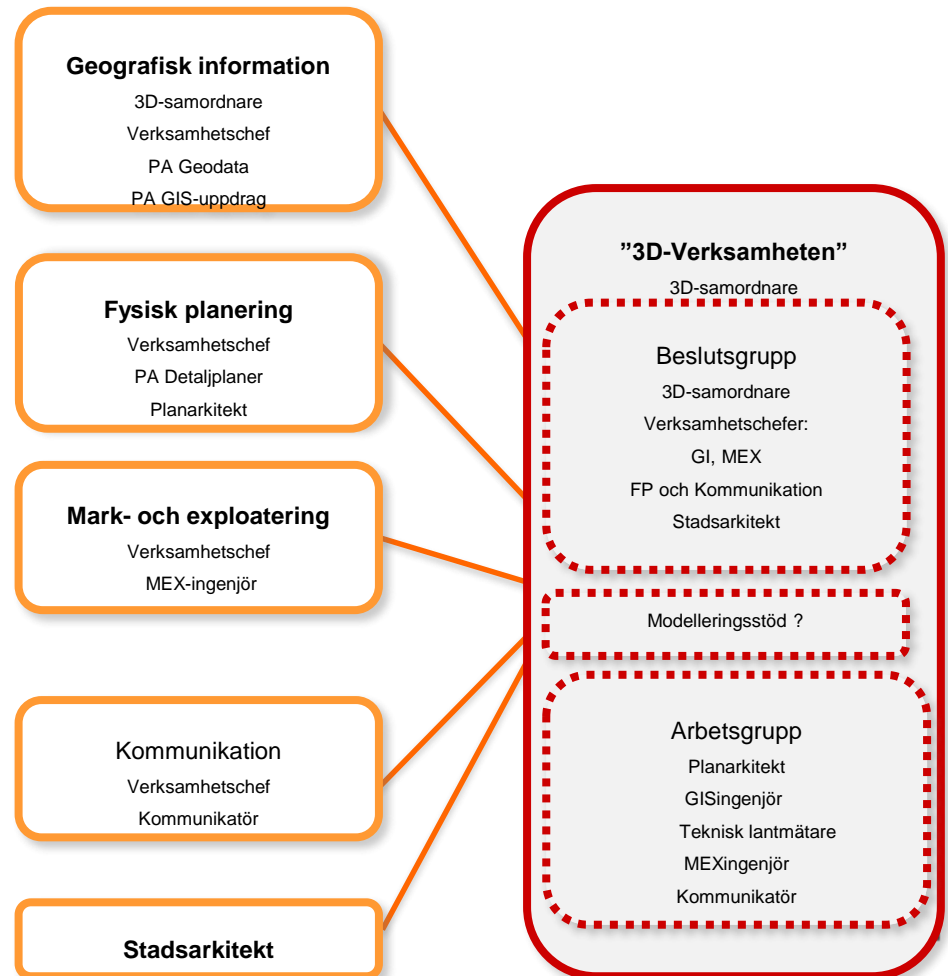 Geografisk information
3D-samordnare
Verksamhetschef
PA Geodata
PA GIS-uppdrag
Fysisk planering
Verksamhetschef
PA Detaljplaner
Planarkitekt
Mark- och exploatering
Verksamhetschef
MEX-ingenjör
Kommunikation
Verksamhetschef
Kommunikatör
Stadsarkitekt
”3D-Verksamheten”
3D-samordnare
Beslutsgrupp
3D-samordnare
Verksamhetschefer:
GI, MEX
FP och Kommunikation
Stadsarkitekt
Modelleringsstöd ?
Arbetsgrupp
Planarkitekt
GISingenjör
Teknisk lantmätare
MEXingenjör
Kommunikatör